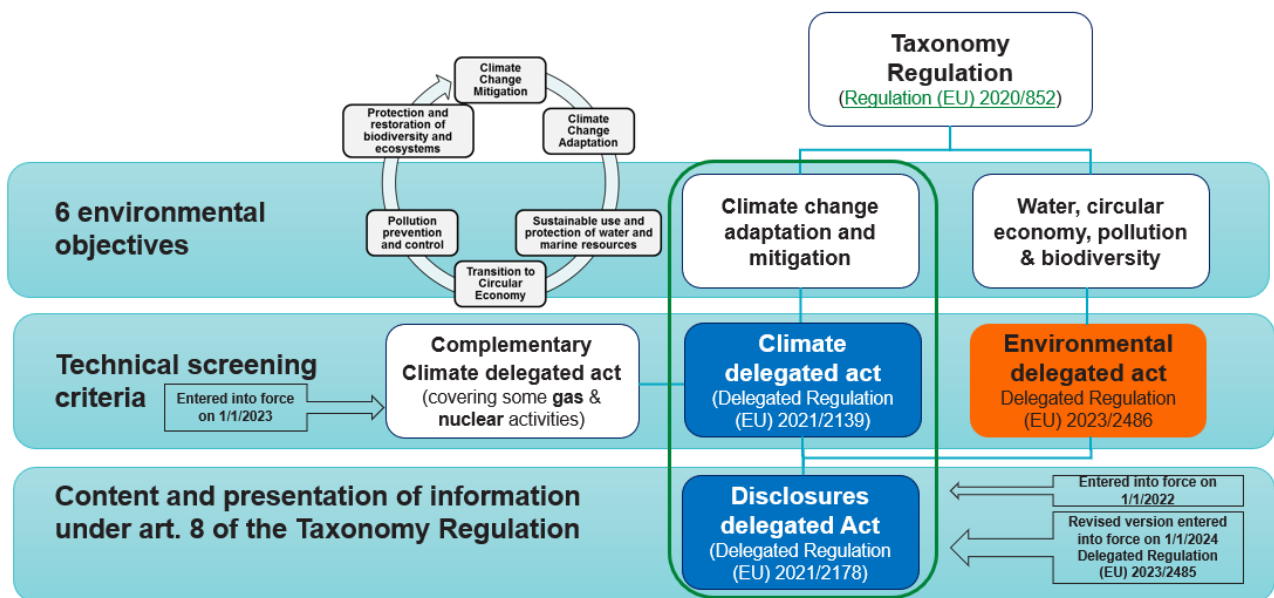 Taxonomy
Regulation
(Regulation (EU) 2020/852)
Climate
Change
Mitigation
Climate
Change
Adaptation
Sustainable use and
protection of water and
marine resources
Transition to
Circular
Economy
Pollution
prevention
and control
Protection and
restoration of
biodiversity and
ecosystems
6 environmental
objectives
Climate change
adaptation and
mitigation
Water, circular
economy, pollution
& biodiversity
Technical screening
criteria
Entered into force
on 1/1/2023
Complementary
Climate delegated act
(covering some gas &
nuclear activities)
Climate
delegated act
(Delegated Regulation
(EU) 2021/2139)
Environmental
delegated act
Delegated Regulation
(EU) 2023/2486
Content and presentation of information
under art. 8 of the Taxonomy Regulation
Disclosures
delegated Act
(Delegated Regulation
(EU) 2021/2178)
Entered into force on
1/1/2022
Revised version entered
into force on 1/1/2024
Delegated Regulation
(EU) 2023/2485